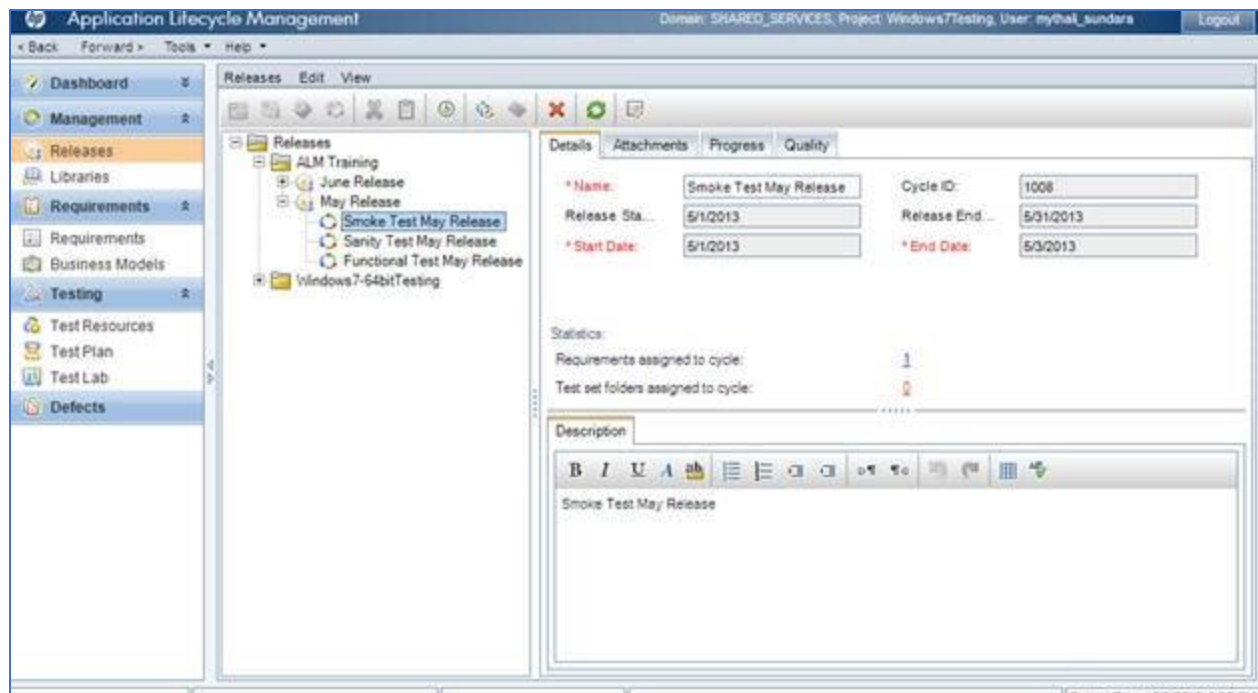 hp Application Lifecycle Management Domain: SHARED_SERVICES, Project: Windows7Testing, User: mythali_sundara Logout
< Back Forward > Tools Help
Dashboard
Management
Releases
Libraries
Requirements
Requirements
Business Models
Testing
Test Resources
Test Plan
Test Lab
Defects
Releases Edit View
Releases
ALM Training
June Release
May Release
Smoke Test May Release
Sanity Test May Release
Functional Test May Release
Windows7-64bitTesting
Details Attachments Progress Quality
*Name: Smoke Test May Release Cycle ID: 1008
Release Sta... 5/1/2013 Release End... 5/31/2013
*Start Date: 5/1/2013 *End Date: 5/3/2013
Statistics:
Requirements assigned to cycle: 1
Test set folders assigned to cycle: 0
Description
B I U A ab
Smoke Test May Release